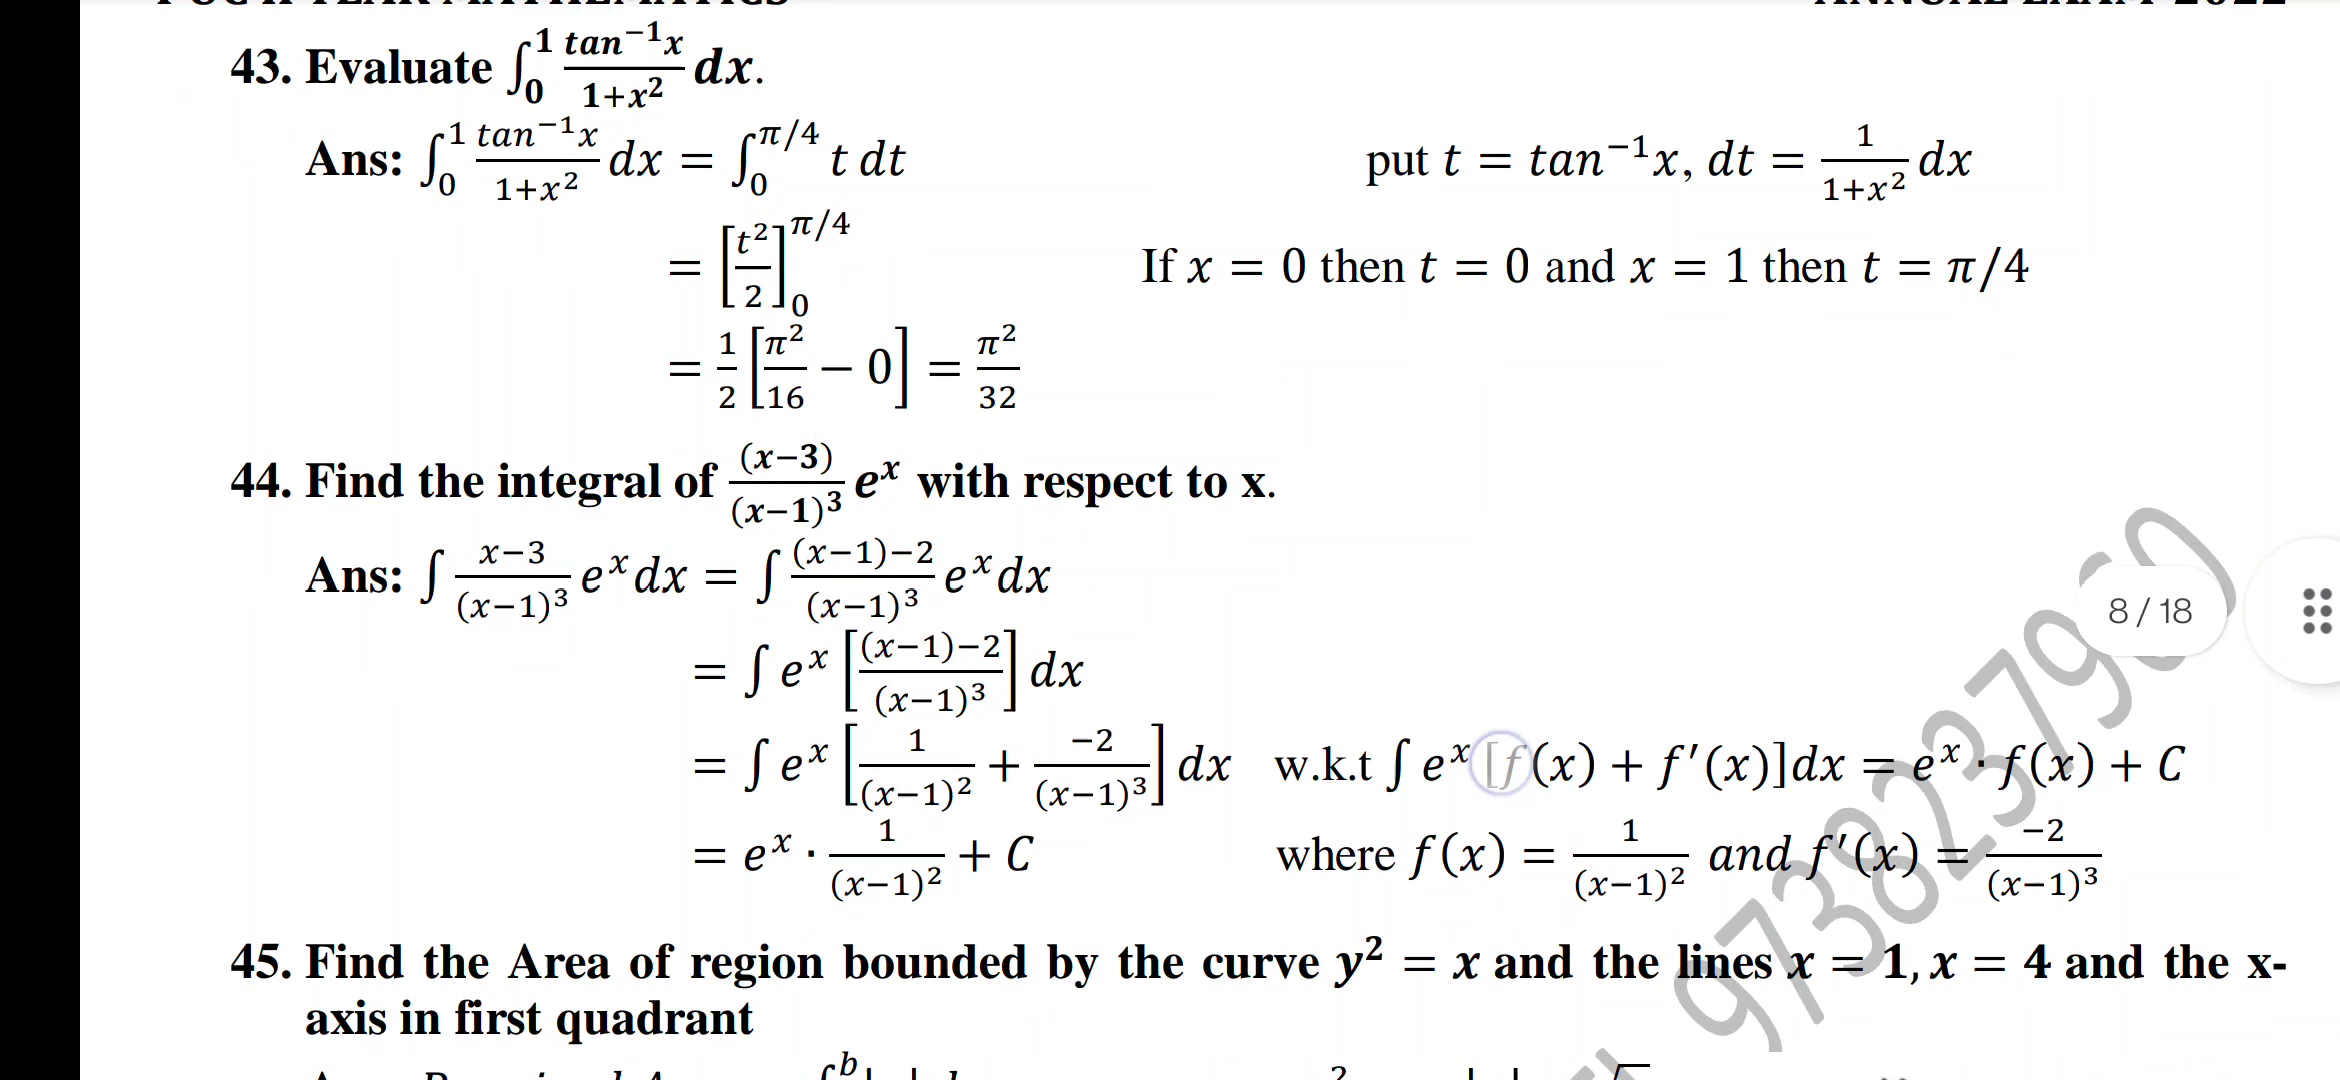 43. Evaluate ∫₀¹ tan⁻¹x/(1+x²) dx.
Ans: ∫₀¹ tan⁻¹x/(1+x²) dx = ∫₀^(π/4) t dt put t = tan⁻¹x, dt = 1/(1+x²) dx
= [t²/2]₀^(π/4) If x = 0 then t = 0 and x = 1 then t = π/4
= 1/2 [π²/16 − 0] = π²/32
44. Find the integral of (x−3)/(x−1)³ eˣ with respect to x.
Ans: ∫ x−3/(x−1)³ eˣdx = ∫ (x−1)−2/(x−1)³ eˣdx
8 / 18
= ∫ eˣ [(x−1)−2/(x−1)³] dx
= ∫ eˣ [1/(x−1)² + −2/(x−1)³] dx w.k.t ∫ eˣ [f(x) + f′(x)]dx = eˣ · f(x) + C
= eˣ · 1/(x−1)² + C where f(x) = 1/(x−1)² and f′(x) = −2/(x−1)³
45. Find the Area of region bounded by the curve y² = x and the lines x = 1, x = 4 and the x-
axis in first quadrant